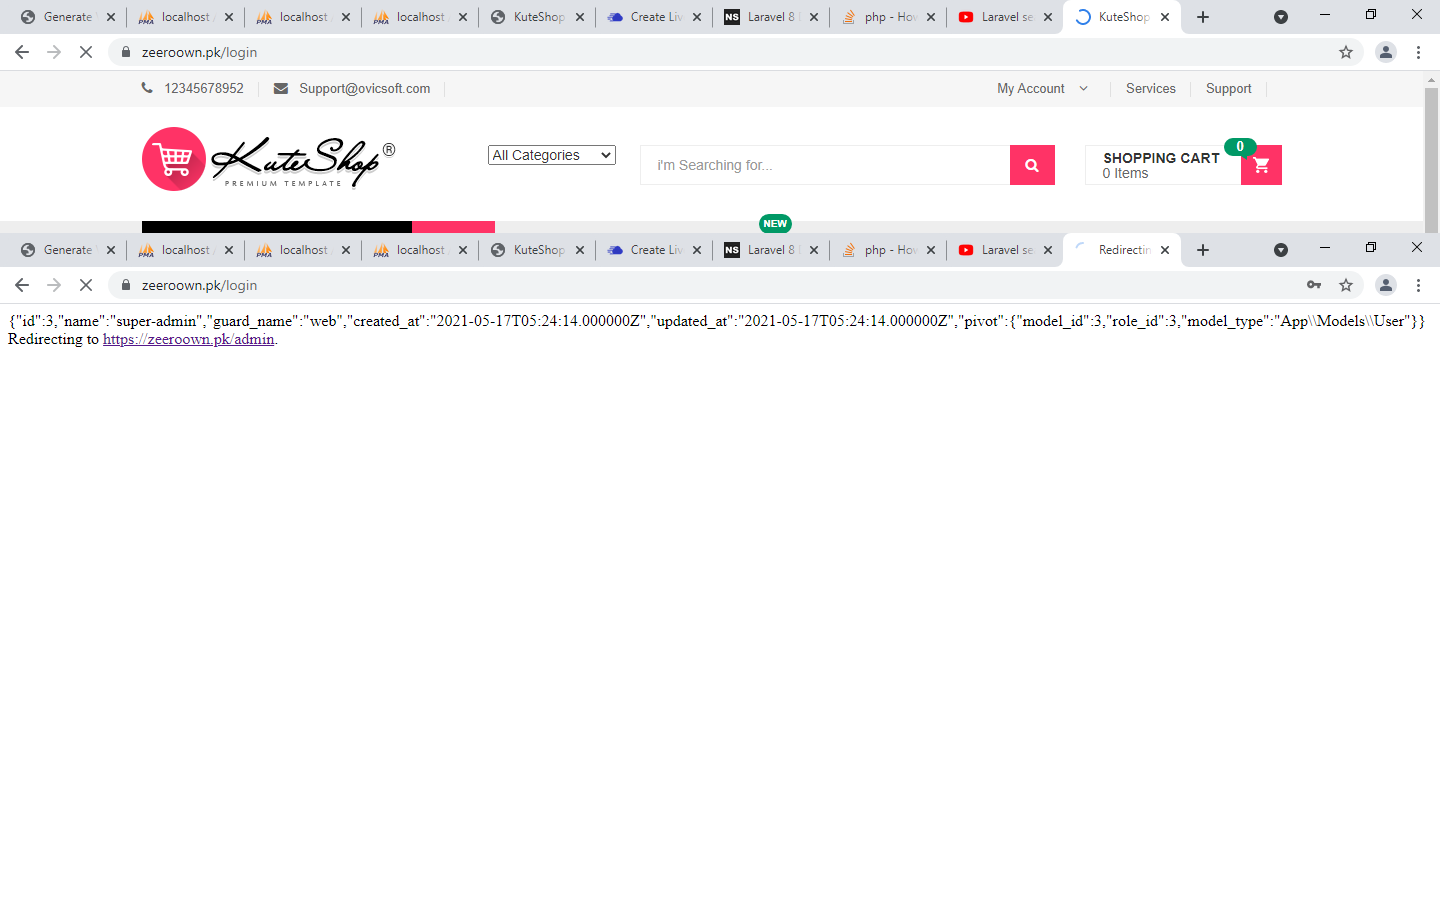 Generate localhost localhost localhost KuteShop Create Liv Laravel 8 php - How Laravel se KuteShop
zeeroown.pk/login
12345678952 Support@ovicsoft.com My Account Services Support
KuteShop ®
PREMIUM TEMPLATE
All Categories
i'm Searching for...
SHOPPING CART 0
0 Items
NEW
Generate localhost localhost localhost KuteShop Create Liv Laravel 8 php - How Laravel se Redirectin
zeeroown.pk/login
{"id":3,"name":"super-admin","guard_name":"web","created_at":"2021-05-17T05:24:14.000000Z","updated_at":"2021-05-17T05:24:14.000000Z","pivot":{"model_id":3,"role_id":3,"model_type":"App\\Models\\User"}}
Redirecting to https://zeeroown.pk/admin.